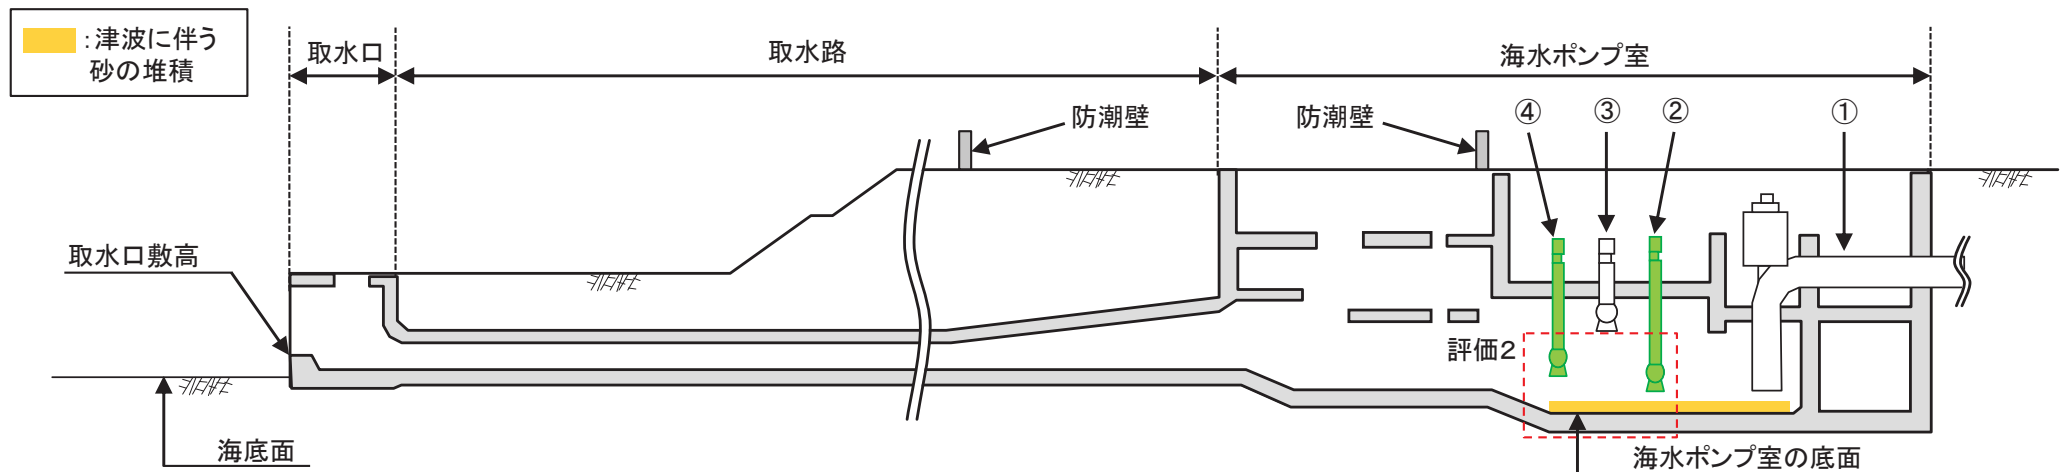 ：津波に伴う
砂の堆積
取水口
取水路
海水ポンプ室
防潮壁
防潮壁
④
③
②
①
取水口敷高
評価2
海底面
海水ポンプ室の底面